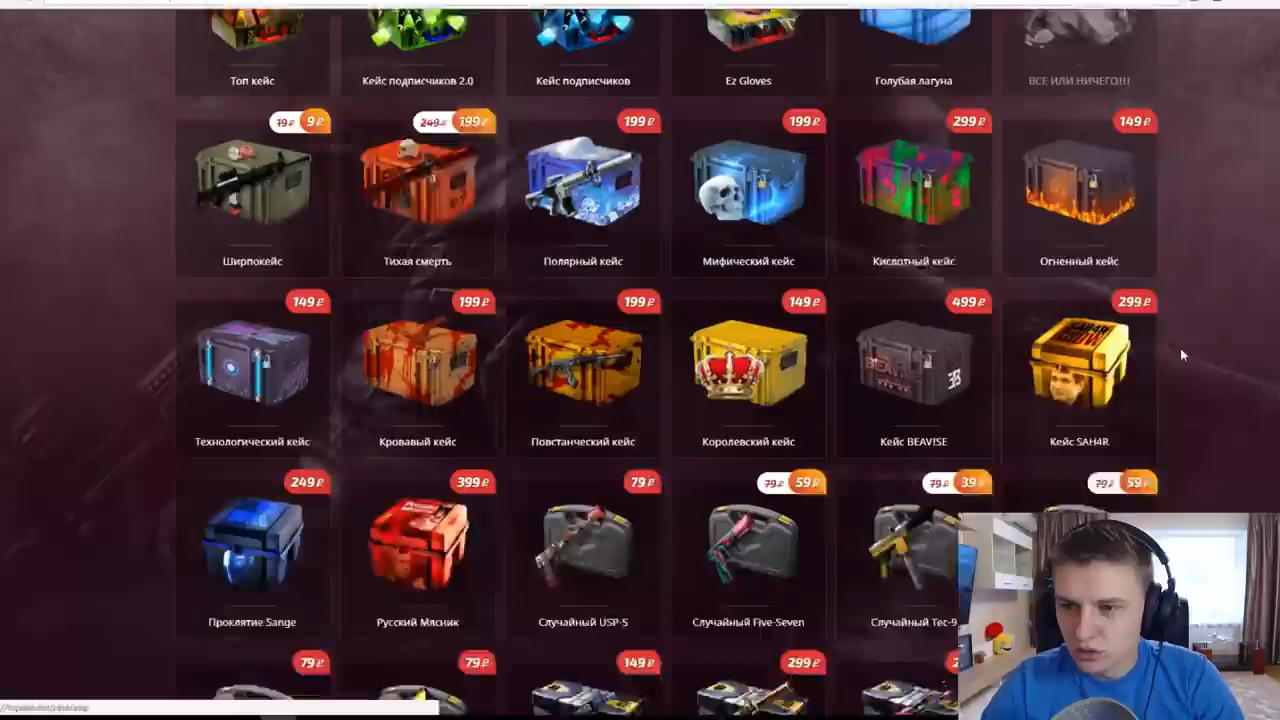 Топ кейс
Кейс подписчиков 2.0
Кейс подписчиков
Ez Gloves
Голубая лагуна
ВСЕ ИЛИ НИЧЕГО!!!
79₽ 9₽
249₽ 199₽
199₽
199₽
299₽
149₽
Ширпокейс
Тихая смерть
Полярный кейс
Мифический кейс
Кислотный кейс
Огненный кейс
149₽
199₽
199₽
149₽
499₽
299₽
Технологический кейс
Кровавый кейс
Повстанческий кейс
Королевский кейс
Кейс BEAV!SE
Кейс SAH4R
249₽
399₽
79₽
79₽ 59₽
79₽ 39₽
79₽ 59₽
Проклятие Sange
Русский Мясник
Случайный USP-S
Случайный Five-Seven
Случайный Tec-9
79₽
79₽
149₽
299₽